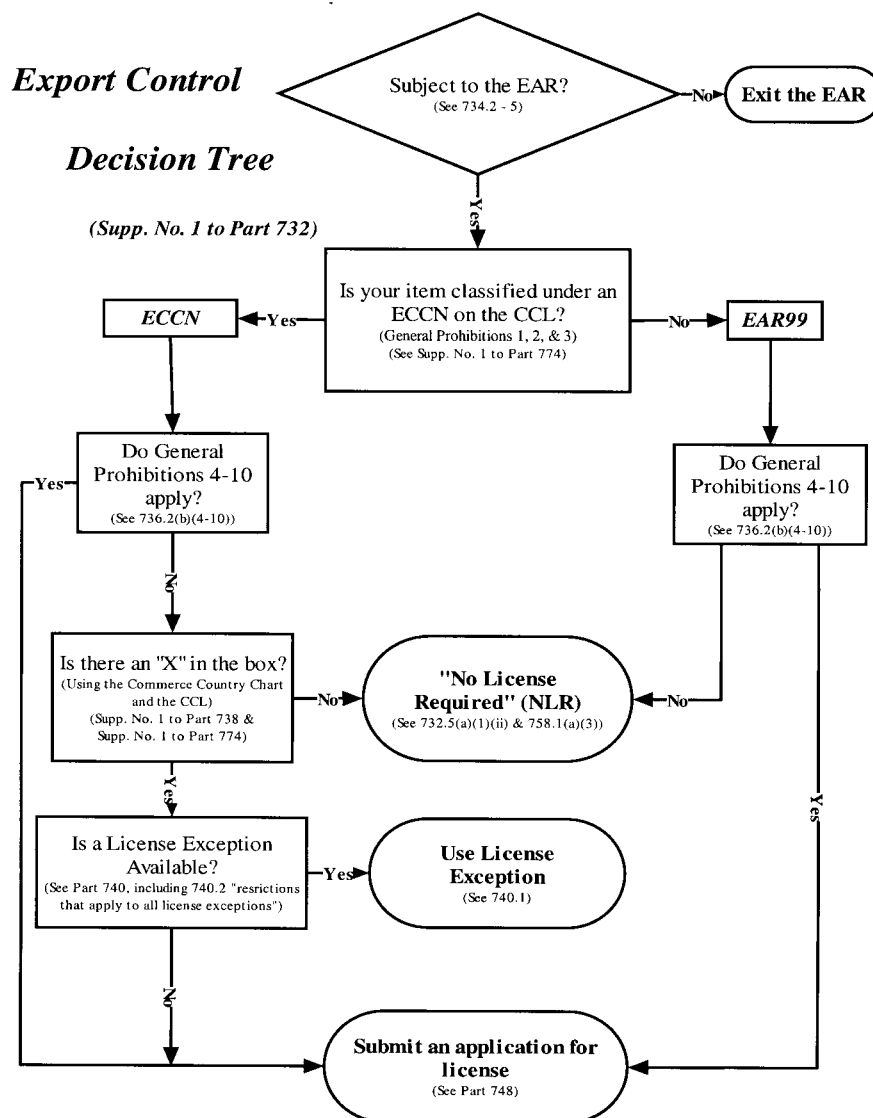 Export Control
Decision Tree
(Supp. No. 1 to Part 732)
Subject to the EAR?
(See 734.2 - 5)
No
Exit the EAR
Yes
Is your item classified under an
ECCN on the CCL?
(General Prohibitions 1, 2, & 3)
(See Supp. No. 1 to Part 774)
Yes
ECCN
No
EAR99
Do General
Prohibitions 4-10
apply?
(See 736.2(b)(4-10))
Yes
No
Do General
Prohibitions 4-10
apply?
(See 736.2(b)(4-10))
No
Yes
Is there an "X" in the box?
(Using the Commerce Country Chart
and the CCL)
(Supp. No. 1 to Part 738 &
Supp. No. 1 to Part 774)
No
"No License
Required" (NLR)
(See 732.5(a)(1)(ii) & 758.1(a)(3))
Yes
Is a License Exception
Available?
(See Part 740, including 740.2 "resrictions
that apply to all license exceptions")
Yes
Use License
Exception
(See 740.1)
No
Submit an application for
license
(See Part 748)